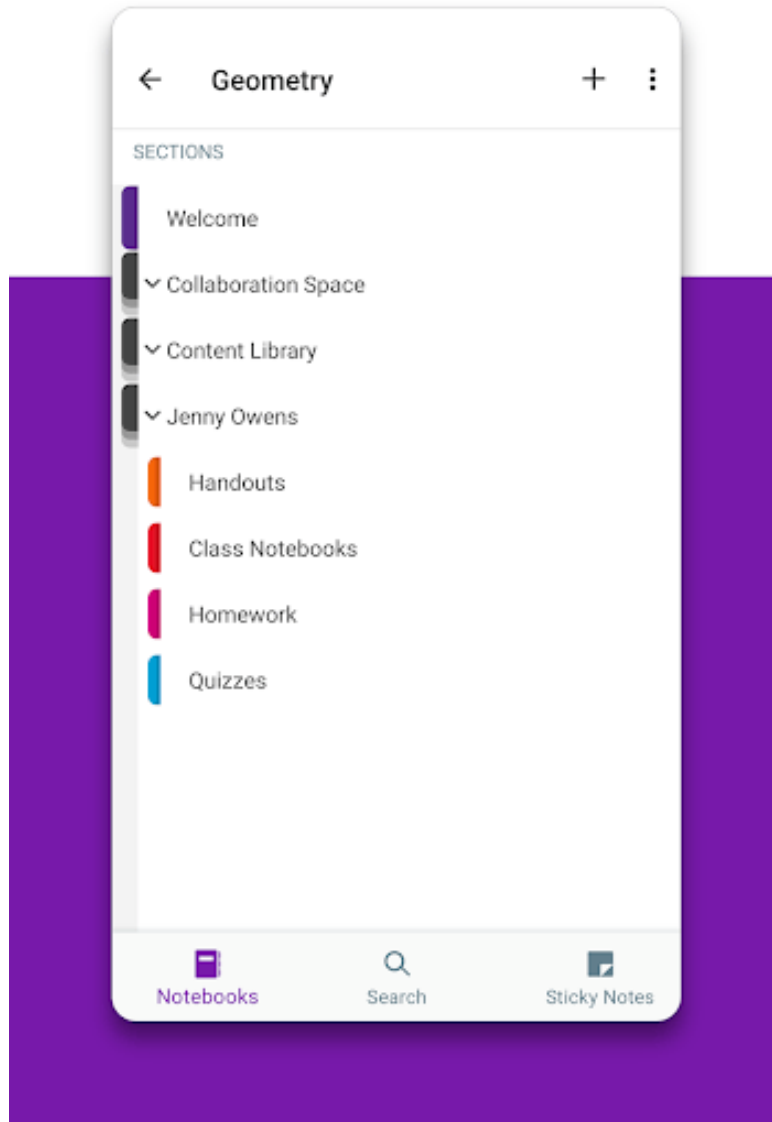 Geometry
SECTIONS
Welcome
Collaboration Space
Content Library
Jenny Owens
Handouts
Class Notebooks
Homework
Quizzes
Notebooks Search Sticky Notes